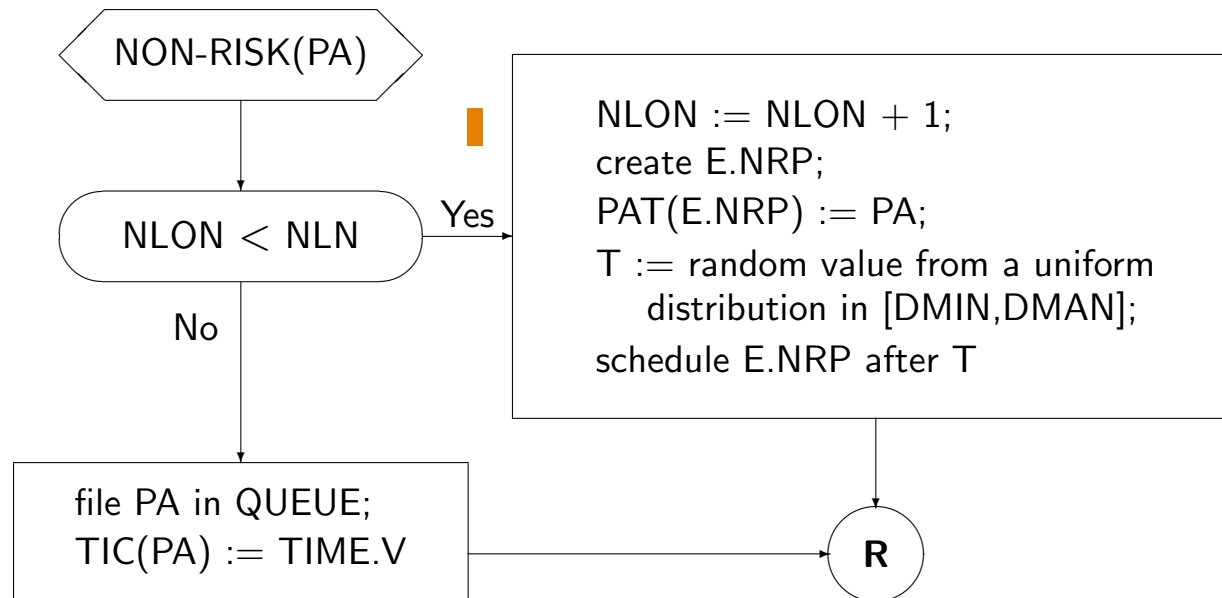 NON-RISK(PA)
NLON < NLN
Yes
No
NLON := NLON + 1;
create E.NRP;
PAT(E.NRP) := PA;
T := random value from a uniform
distribution in [DMIN,DMAN];
schedule E.NRP after T
file PA in QUEUE;
TIC(PA) := TIME.V
R